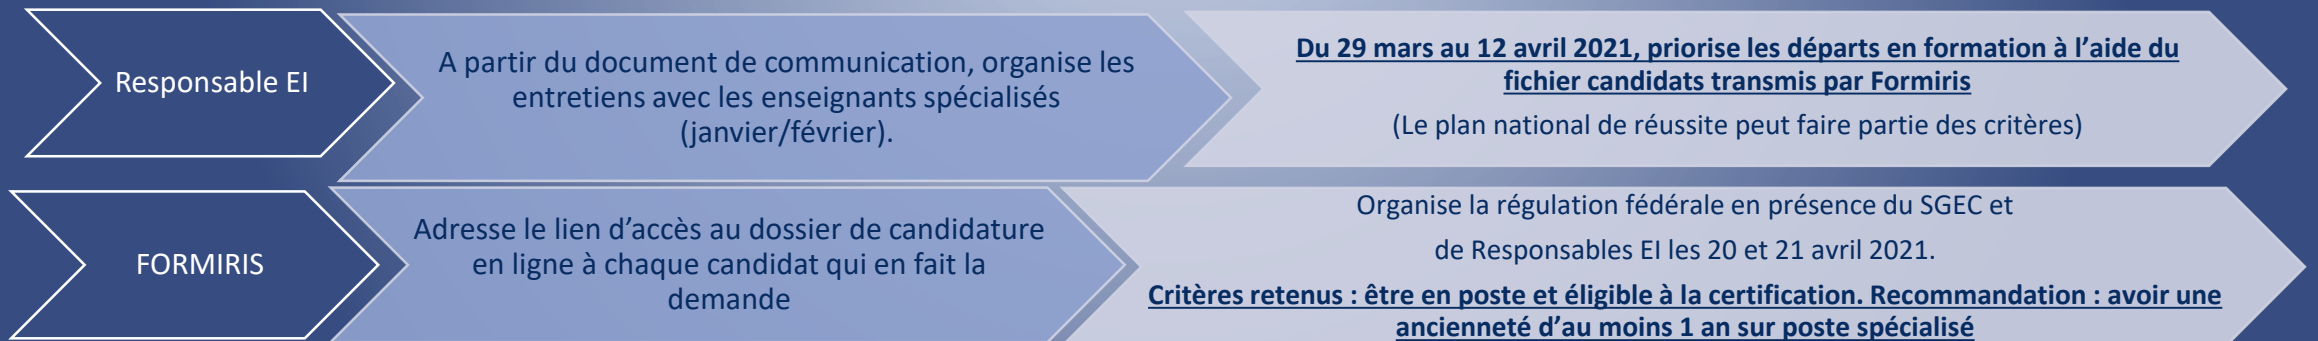 Responsable EI
A partir du document de communication, organise les
entretiens avec les enseignants spécialisés
(janvier/février).
Du 29 mars au 12 avril 2021, priorise les départs en formation à l’aide du
fichier candidats transmis par Formiris
(Le plan national de réussite peut faire partie des critères)
FORMIRIS
Adresse le lien d’accès au dossier de candidature
en ligne à chaque candidat qui en fait la
demande
Organise la régulation fédérale en présence du SGEC et
de Responsables EI les 20 et 21 avril 2021.
Critères retenus : être en poste et éligible à la certification. Recommandation : avoir une
ancienneté d’au moins 1 an sur poste spécialisé